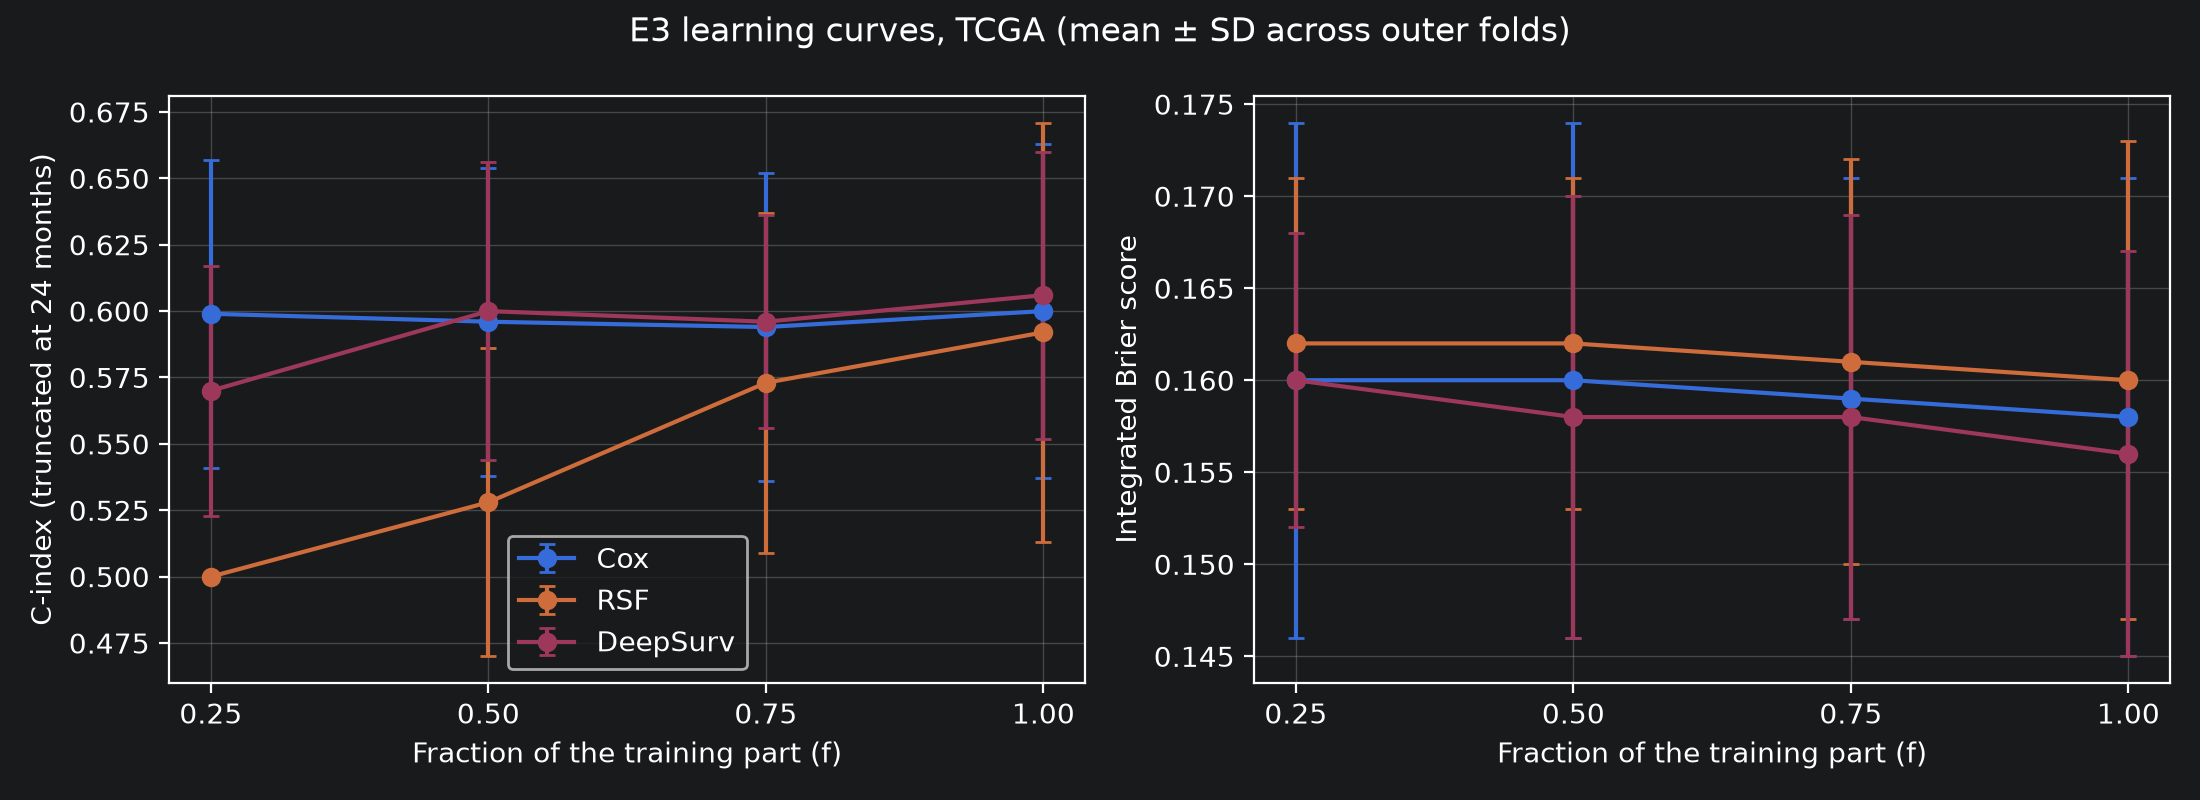 E3 learning curves, TCGA (mean ± SD across outer folds)
C-index (truncated at 24 months)
0.675
0.650
0.625
0.600
0.575
0.550
0.525
0.500
0.475
Cox
RSF
DeepSurv
0.25 0.50 0.75 1.00
Fraction of the training part (f)
Integrated Brier score
0.175
0.170
0.165
0.160
0.155
0.150
0.145
0.25 0.50 0.75 1.00
Fraction of the training part (f)